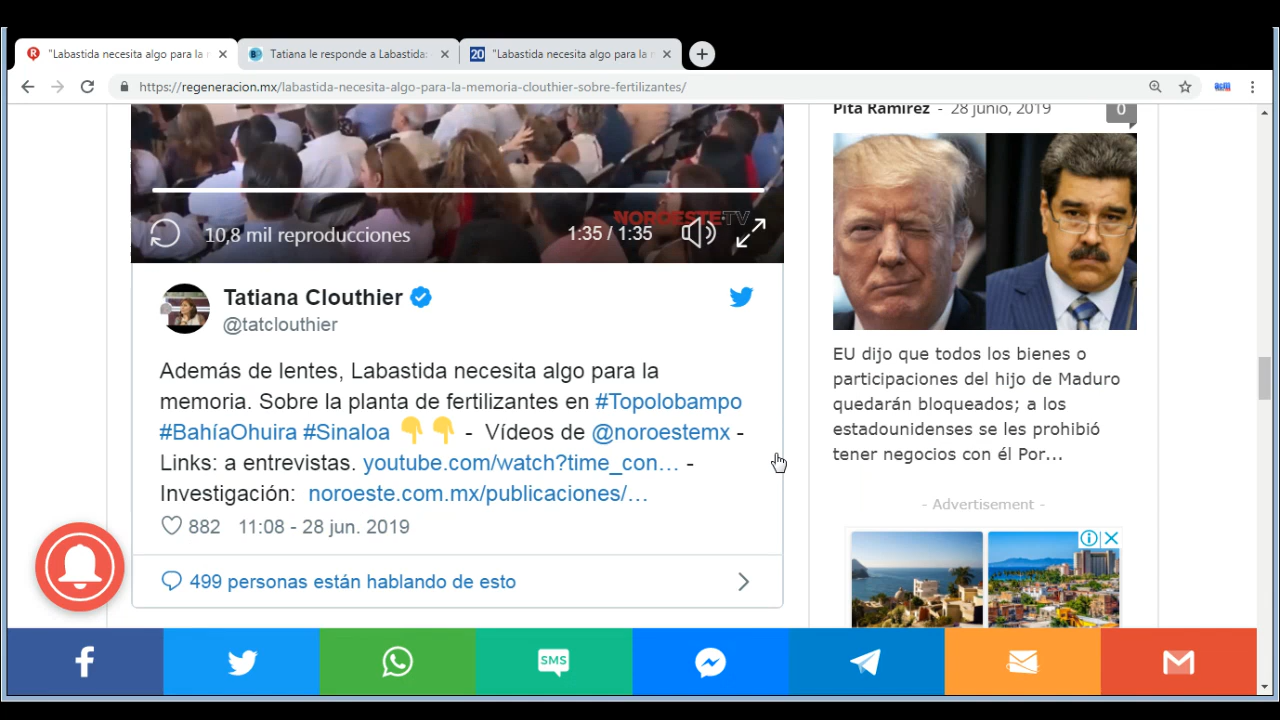 "Labastida necesita algo para la
Tatiana le responde a Labastida:
20
"Labastida necesita algo para la
https://regeneracion.mx/labastida-necesita-algo-para-la-memoria-clouthier-sobre-fertilizantes/
NOROESTE TV
10,8 mil reproducciones
1:35 / 1:35
Tatiana Clouthier
@tatclouthier
Además de lentes, Labastida necesita algo para la
memoria. Sobre la planta de fertilizantes en #Topolobampo
#BahíaOhuira #Sinaloa 👇👇 - Vídeos de @noroestemx -
Links: a entrevistas. youtube.com/watch?time_con… -
Investigación: noroeste.com.mx/publicaciones/…
882 11:08 - 28 jun. 2019
499 personas están hablando de esto
Pita Ramírez - 28 junio, 2019
0
EU dijo que todos los bienes o
participaciones del hijo de Maduro
quedarán bloqueados; a los
estadounidenses se les prohibió
tener negocios con él Por...
- Advertisement -
SMS